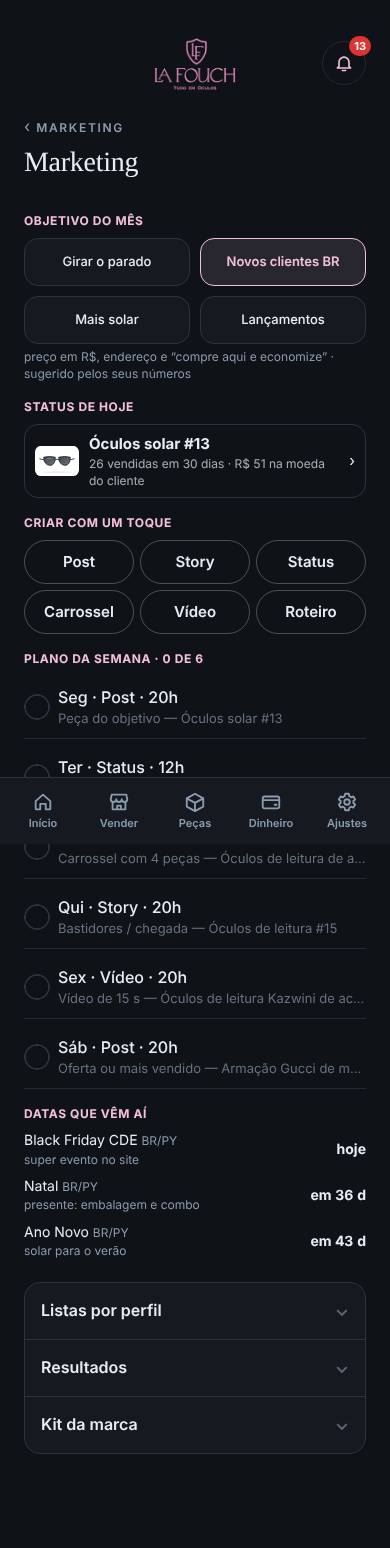 LF
LA FOUCH
Tudo em Óculos
13
‹ MARKETING
Marketing
OBJETIVO DO MÊS
Girar o parado
Novos clientes BR
Mais solar
Lançamentos
preço em R$, endereço e “compre aqui e economize” ·
sugerido pelos seus números
STATUS DE HOJE
Óculos solar #13
26 vendidas em 30 dias · R$ 51 na moeda
do cliente
›
CRIAR COM UM TOQUE
Post
Story
Status
Carrossel
Vídeo
Roteiro
PLANO DA SEMANA · 0 DE 6
Seg · Post · 20h
Peça do objetivo — Óculos solar #13
Ter · Status · 12h
Início
Vender
Peças
Dinheiro
Ajustes
Carrossel com 4 peças — Óculos de leitura de a...
Qui · Story · 20h
Bastidores / chegada — Óculos de leitura #15
Sex · Vídeo · 20h
Vídeo de 15 s — Óculos de leitura Kazwini de ac...
Sáb · Post · 20h
Oferta ou mais vendido — Armação Gucci de m...
DATAS QUE VÊM AÍ
Black Friday CDE BR/PY
super evento no site
hoje
Natal BR/PY
presente: embalagem e combo
em 36 d
Ano Novo BR/PY
solar para o verão
em 43 d
Listas por perfil
Resultados
Kit da marca